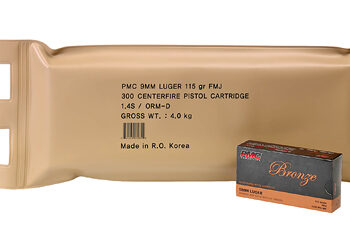 PMC 9MM LUGER 115 gr FMJ
300 CENTERFIRE PISTOL CARTRIDGE
1.4S / ORM-D
GROSS WT. : 4.0 kg
Made in R.O. Korea
PMC
Bronze
9MM LUGER